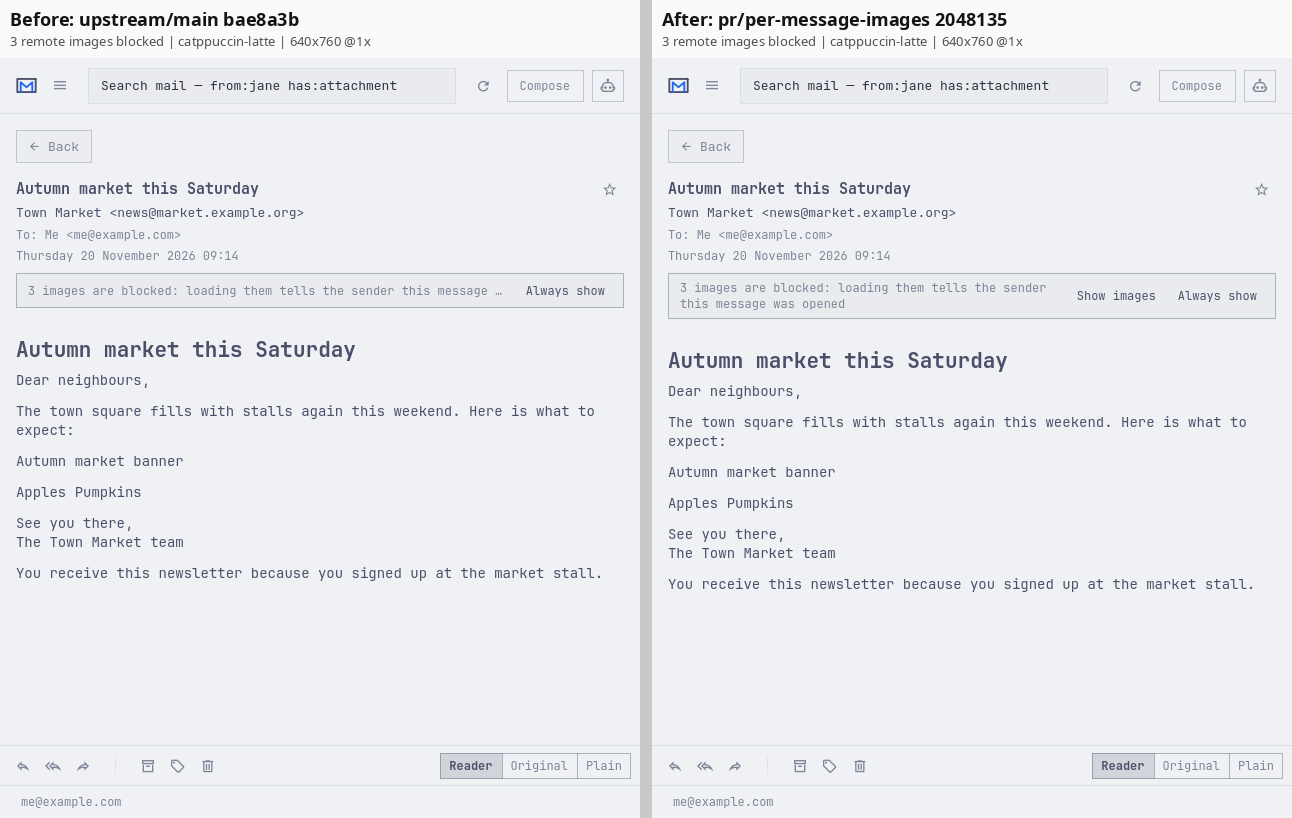 Before: upstream/main bae8a3b
3 remote images blocked | catppuccin-latte | 640x760 @1x
Search mail — from:jane has:attachment
Compose
Back
Autumn market this Saturday
Town Market <news@market.example.org>
To: Me <me@example.com>
Thursday 20 November 2026 09:14
3 images are blocked: loading them tells the sender this message …
Always show
Autumn market this Saturday
Dear neighbours,
The town square fills with stalls again this weekend. Here is what to
expect:
Autumn market banner
Apples Pumpkins
See you there,
The Town Market team
You receive this newsletter because you signed up at the market stall.
Reader Original Plain
me@example.com
After: pr/per-message-images 2048135
3 remote images blocked | catppuccin-latte | 640x760 @1x
Search mail — from:jane has:attachment
Compose
Back
Autumn market this Saturday
Town Market <news@market.example.org>
To: Me <me@example.com>
Thursday 20 November 2026 09:14
3 images are blocked: loading them tells the sender
this message was opened
Show images Always show
Autumn market this Saturday
Dear neighbours,
The town square fills with stalls again this weekend. Here is what to
expect:
Autumn market banner
Apples Pumpkins
See you there,
The Town Market team
You receive this newsletter because you signed up at the market stall.
Reader Original Plain
me@example.com